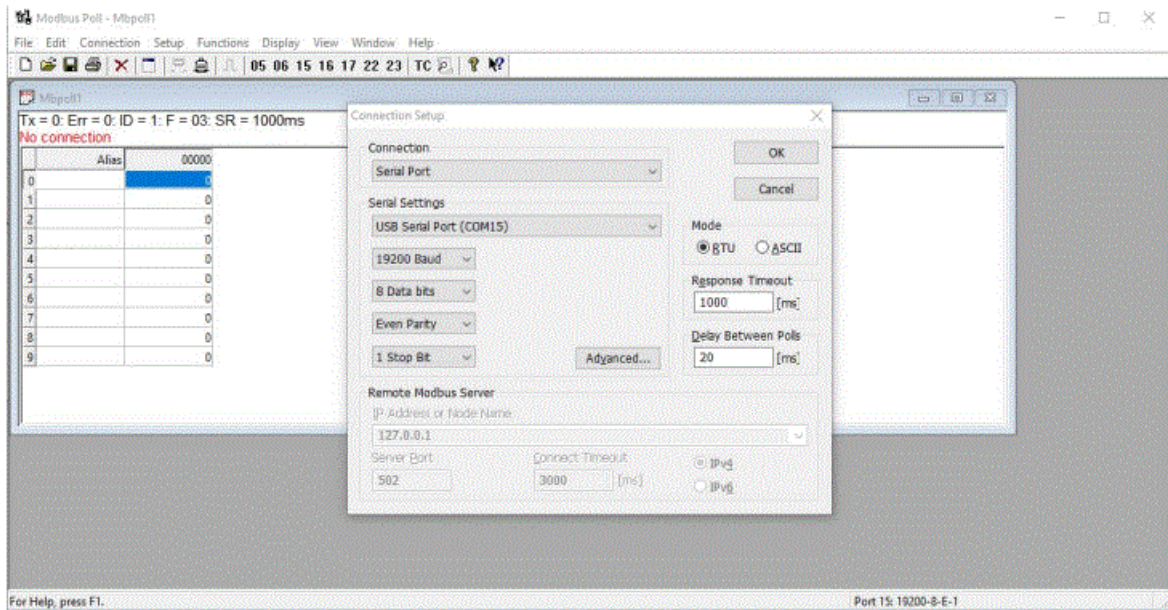 Modbus Poll - Mbpoll1
File Edit Connection Setup Functions Display View Window Help
05 06 15 16 17 22 23 TC
Mbpoll1
Tx = 0: Err = 0: ID = 1: F = 03: SR = 1000ms
No connection
Alias 00000
0 0
1 0
2 0
3 0
4 0
5 0
6 0
7 0
8 0
9 0
Connection Setup
Connection
Serial Port
OK
Cancel
Serial Settings
USB Serial Port (COM15)
19200 Baud
8 Data bits
Even Parity
1 Stop Bit
Advanced...
Mode
RTU ASCII
Response Timeout
1000 [ms]
Delay Between Polls
20 [ms]
Remote Modbus Server
IP Address or Node Name
127.0.0.1
Server Port
502
Connect Timeout
3000 [ms]
IPv4
IPv6
For Help, press F1.
Port 15: 19200-8-E-1